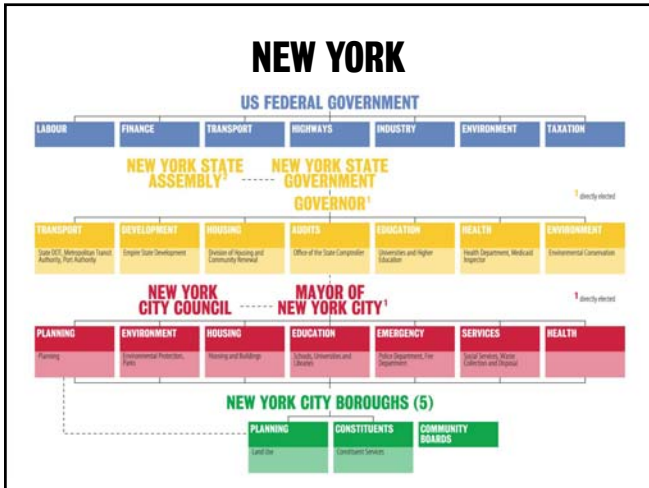 NEW YORK
US FEDERAL GOVERNMENT
LABOUR FINANCE TRANSPORT HIGHWAYS INDUSTRY ENVIRONMENT TAXATION
NEW YORK STATE ASSEMBLY NEW YORK STATE GOVERNMENT
GOVERNOR¹
¹ directly elected
TRANSPORT DEVELOPMENT HOUSING AUDITS EDUCATION HEALTH ENVIRONMENT
State DOT, Metropolitan Transit Empire State Development Division of Housing and Office of the State Comptroller Universities and Higher Health Department, Medicaid Environmental Conservation
Authority, Port Authority Community Renewal Education Inspector
NEW YORK MAYOR OF
CITY COUNCIL NEW YORK CITY¹
¹ directly elected
PLANNING ENVIRONMENT HOUSING EDUCATION EMERGENCY SERVICES HEALTH
Planning Environmental Protection, Housing and Buildings Schools, Universities and Police Department, Fire Social Services, Waste
Parks Libraries Department Collection and Disposal
NEW YORK CITY BOROUGHS (5)
PLANNING CONSTITUENTS COMMUNITY
BOARDS
Land Use Constituent Services